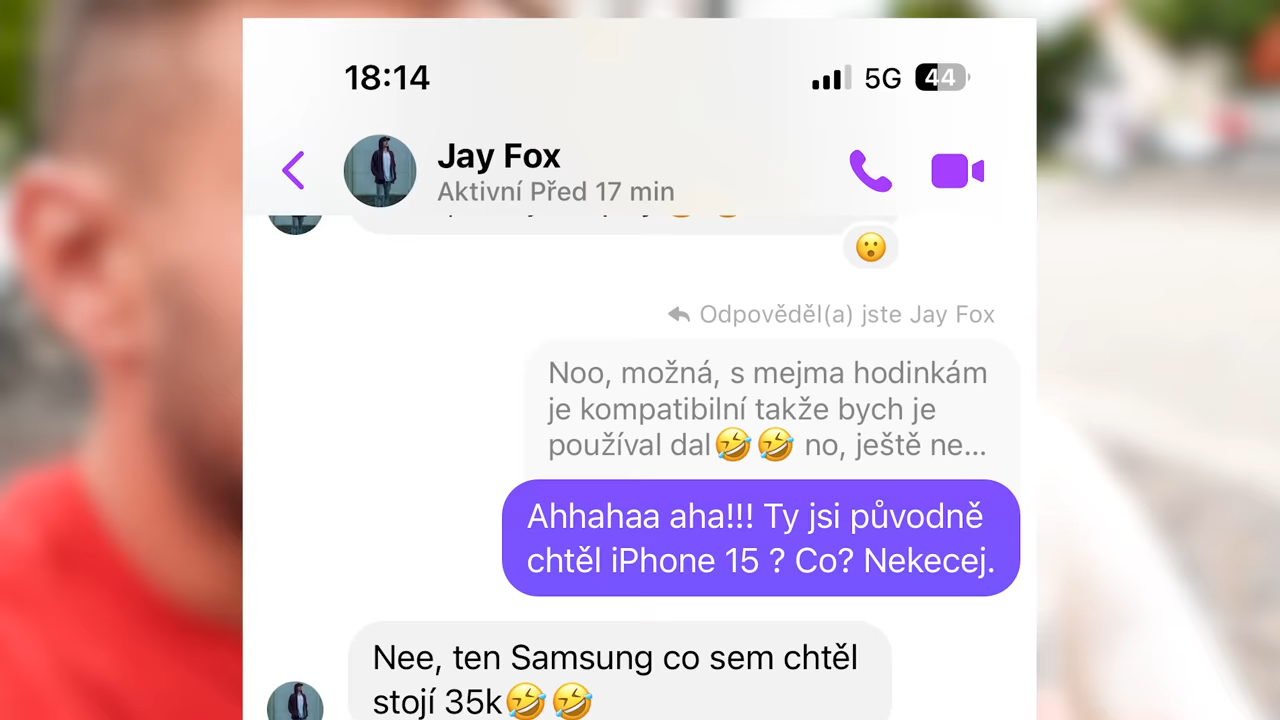 18:14
5G 44
Jay Fox
Aktivní Před 17 min
Odpověděl(a) jste Jay Fox
Noo, možná, s mejma hodinkám
je kompatibilní takže bych je
používal dal🤣🤣 no, ještě ne...
Ahhahaa aha!!! Ty jsi původně
chtěl iPhone 15 ? Co? Nekecej.
Nee, ten Samsung co sem chtěl
stojí 35k🤣🤣